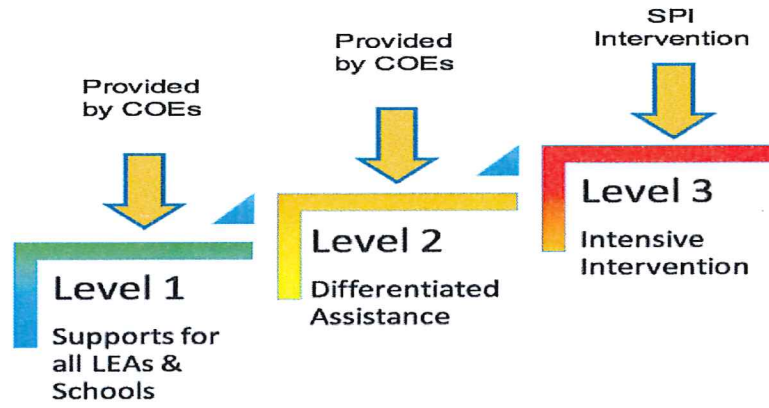 Provided
by COEs
Level 1
Supports for
all LEAs &
Schools
Provided
by COEs
Level 2
Differentiated
Assistance
SPI
Intervention
Level 3
Intensive
Intervention